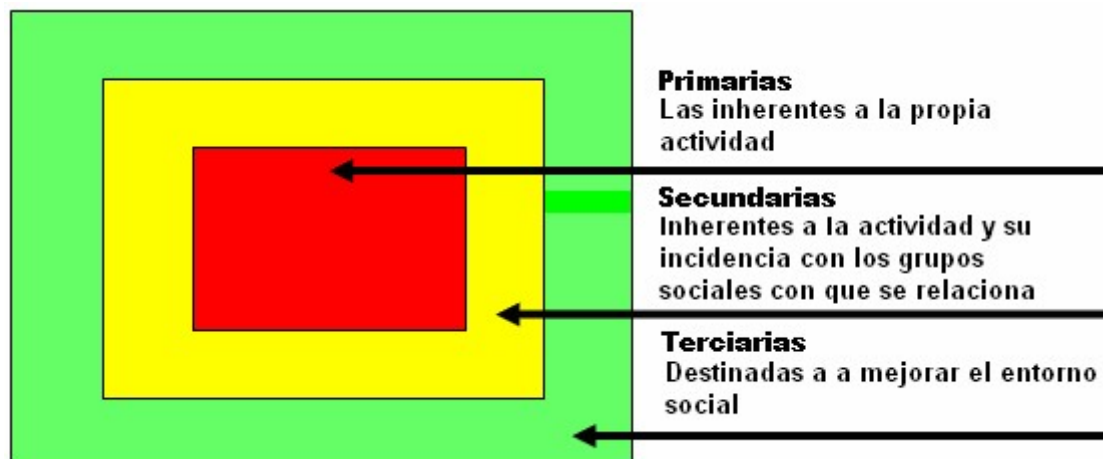 Primarias
Las inherentes a la propia
actividad
Secundarias
Inherentes a la actividad y su
incidencia con los grupos
sociales con que se relaciona
Terciarias
Destinadas a a mejorar el entorno
social